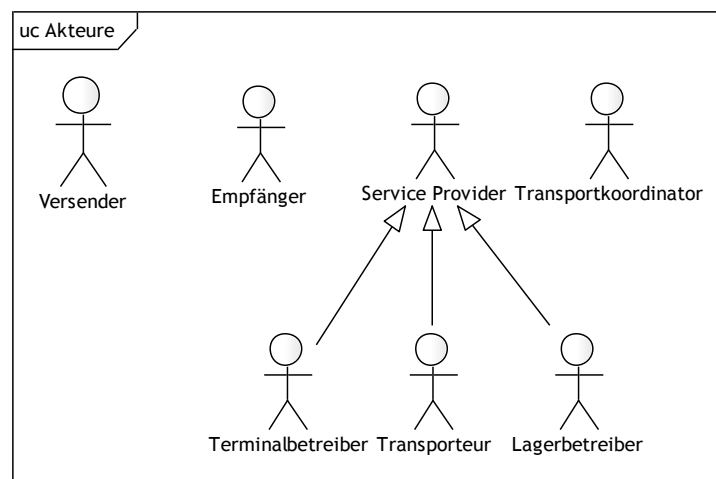 uc Akteure
Versender
Empfänger
Service Provider
Transportkoordinator
Terminalbetreiber
Transporteur
Lagerbetreiber